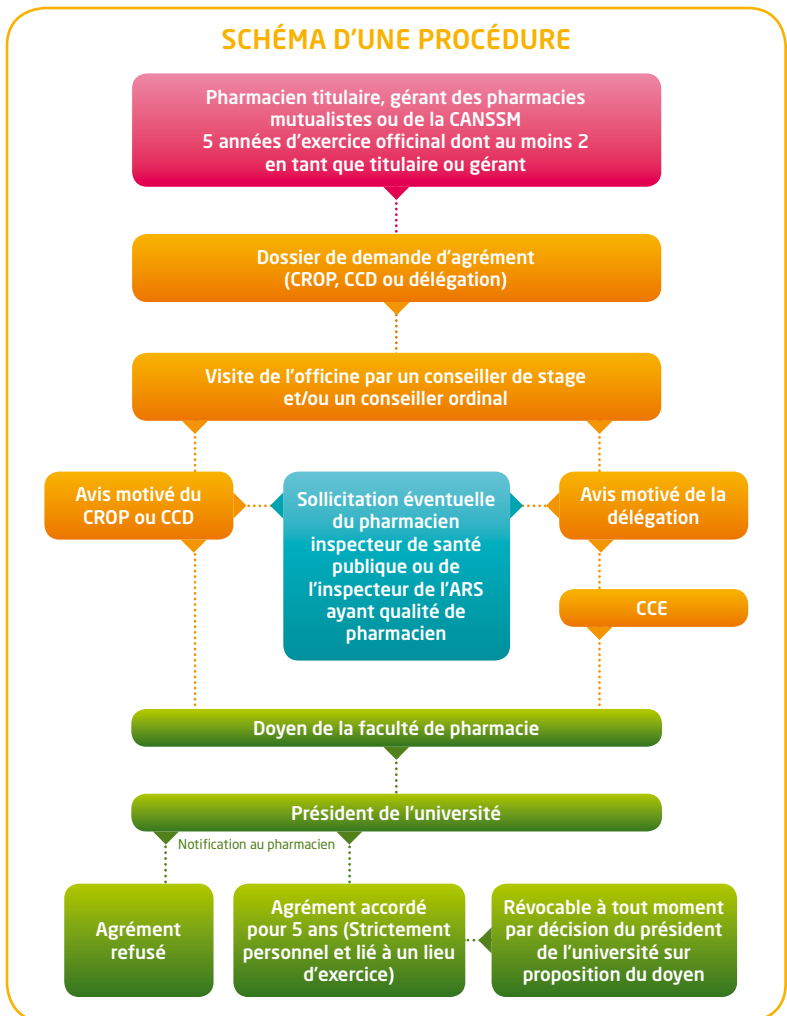 SCHÉMA D'UNE PROCÉDURE
Pharmacien titulaire, gérant des pharmacies
mutualistes ou de la CANSSM
5 années d'exercice officinal dont au moins 2
en tant que titulaire ou gérant
Dossier de demande d'agrément
(CROP, CCD ou délégation)
Visite de l'officine par un conseiller de stage
et/ou un conseiller ordinal
Avis motivé du
CROP ou CCD
Sollicitation éventuelle
du pharmacien
inspecteur de santé
publique ou de
l'inspecteur de l'ARS
ayant qualité de
pharmacien
Avis motivé de la
délégation
CCE
Doyen de la faculté de pharmacie
Président de l'université
Notification au pharmacien
Agrément
refusé
Agrément accordé
pour 5 ans (Strictement
personnel et lié à un lieu
d'exercice)
Révocable à tout moment
par décision du président
de l'université sur
proposition du doyen